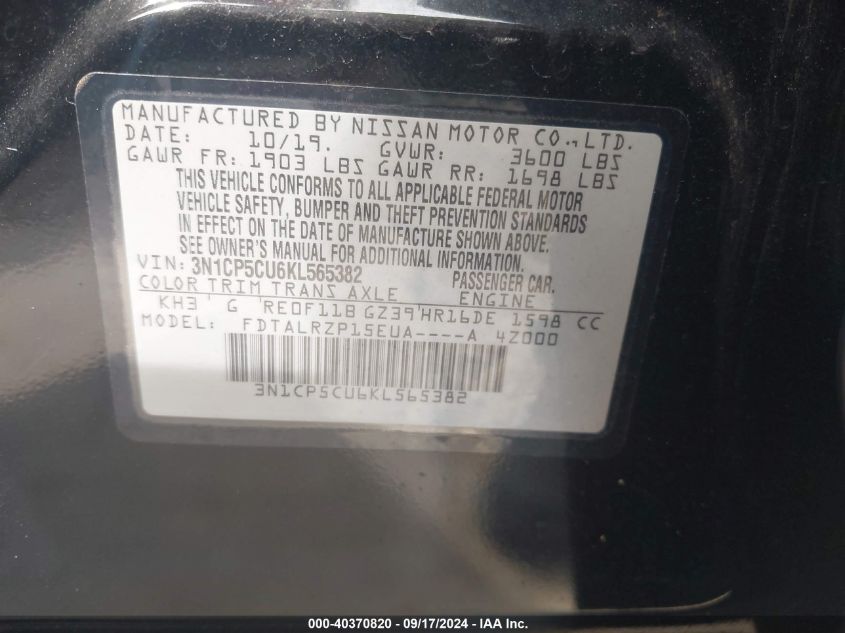 MANUFACTURED BY NISSAN MOTOR CO.,LTD.
DATE: 10/19. GVWR: 3600 LBS
GAWR FR: 1903 LBS GAWR RR: 1698 LBS
THIS VEHICLE CONFORMS TO ALL APPLICABLE FEDERAL MOTOR
VEHICLE SAFETY, BUMPER AND THEFT PREVENTION STANDARDS
IN EFFECT ON THE DATE OF MANUFACTURE SHOWN ABOVE.
SEE OWNER'S MANUAL FOR ADDITIONAL INFORMATION.
VIN: 3N1CP5CU6KL565382 PASSENGER CAR.
COLOR TRIM TRANS AXLE ENGINE
KH3 G RE0F11B GZ39 HR16DE 1598 CC
MODEL: FDTALRZP15EUA----A 4Z000
3N1CP5CU6KL565382
000-40370820 - 09/17/2024 - IAA Inc.